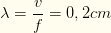 λ = v/f = 0,2cm